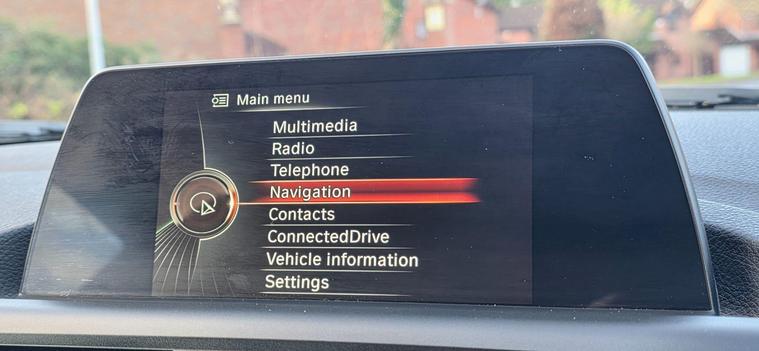 Main menu
Multimedia
Radio
Telephone
Navigation
Contacts
ConnectedDrive
Vehicle information
Settings